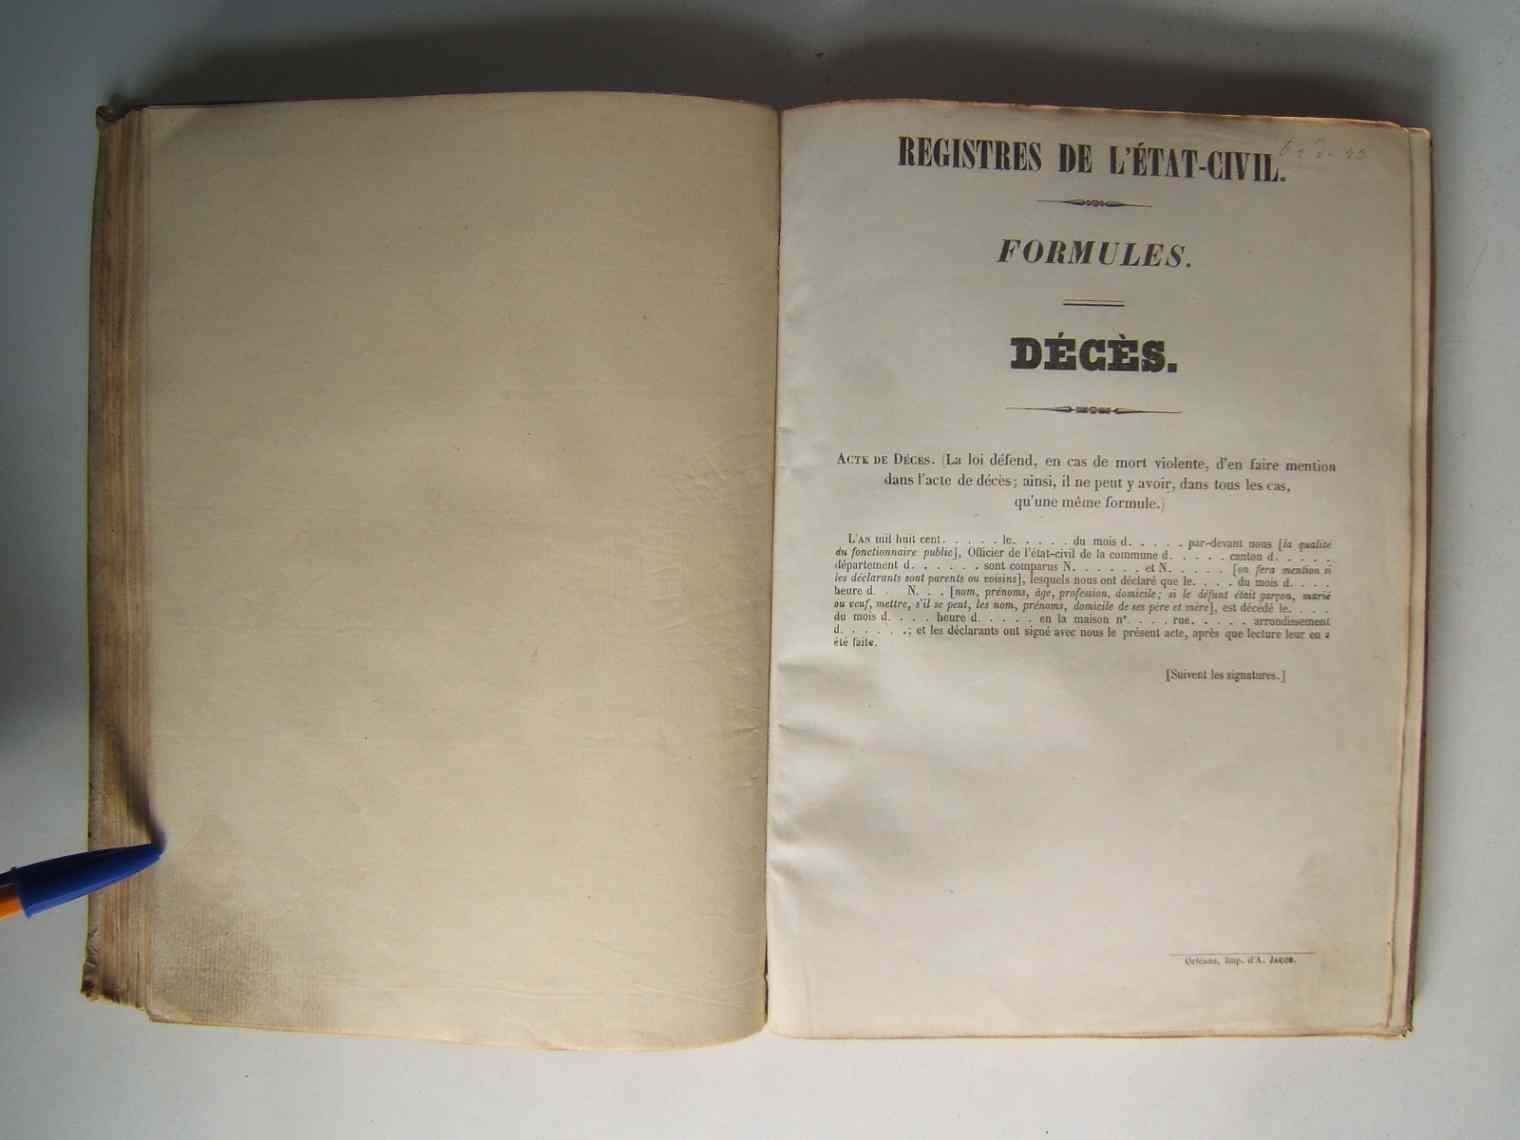 REGISTRES DE L'ÉTAT-CIVIL.
FORMULES.
DÉCÈS.
ACTE DE DÉCES. (La loi défend, en cas de mort violente, d'en faire mention
dans l'acte de décès; ainsi, il ne peut y avoir, dans tous les cas,
qu'une même formule.)
L'AN mil huit cent. . . . . le. . . . . du mois d. . . . . par-devant nous [la qualité
du fonctionnaire public], Officier de l'état-civil de la commune d. . . . . canton d. . . . .
département d. . . . . . sont comparus N. . . . . . et N. . . . . . [on fera mention si
les déclarants sont parents ou voisins], lesquels nous ont déclaré que le. . . . du mois d. . . .
heure d. . N. . . [nom, prénoms, âge, profession, domicile; si le défunt était garçon, marié
ou veuf, mettre, s'il se peut, les nom, prénoms, domicile de ses père et mère], est décédé le. . . .
du mois d. . . . heure d. . . . . en la maison n°. . . . rue. . . . . arrondissement
d. . . . . .; et les déclarants ont signé avec nous le présent acte, après que lecture leur en a
été faite.
[Suivent les signatures.]
Orléans, Imp. d'A. JACOB.